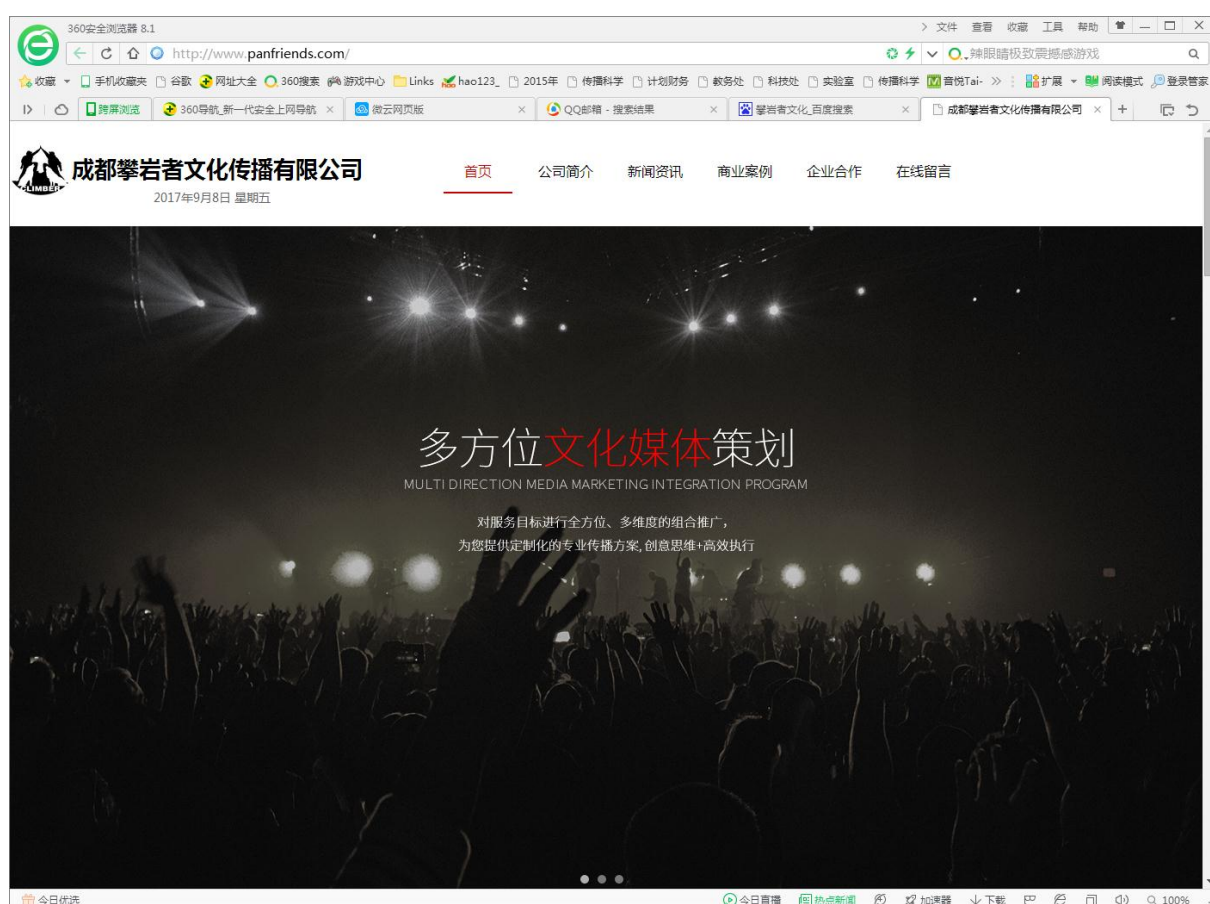 360安全浏览器 8.1
文件 查看 收藏 工具 帮助
http://www.panfriends.com/
辣眼睛极致震撼感游戏
收藏 手机收藏夹 谷歌 网址大全 360搜索 游戏中心 Links hao123_ 2015年 传播科学 计划财务 教务处 科技处 实验室 传播科学 音悦Tai- 扩展 阅读模式 登录管家
跨屏浏览 360导航_新一代安全上网导航 微云网页版 QQ邮箱 - 搜索结果 攀岩者文化_百度搜索 成都攀岩者文化传播有限公司
CLIMBER
成都攀岩者文化传播有限公司
2017年9月8日 星期五
首页 公司简介 新闻资讯 商业案例 企业合作 在线留言
多方位文化媒体策划
MULTI DIRECTION MEDIA MARKETING INTEGRATION PROGRAM
对服务目标进行全方位、多维度的组合推广，
为您提供定制化的专业传播方案, 创意思维+高效执行
今日优选 今日直播 热点新闻 加速器 下载 100%